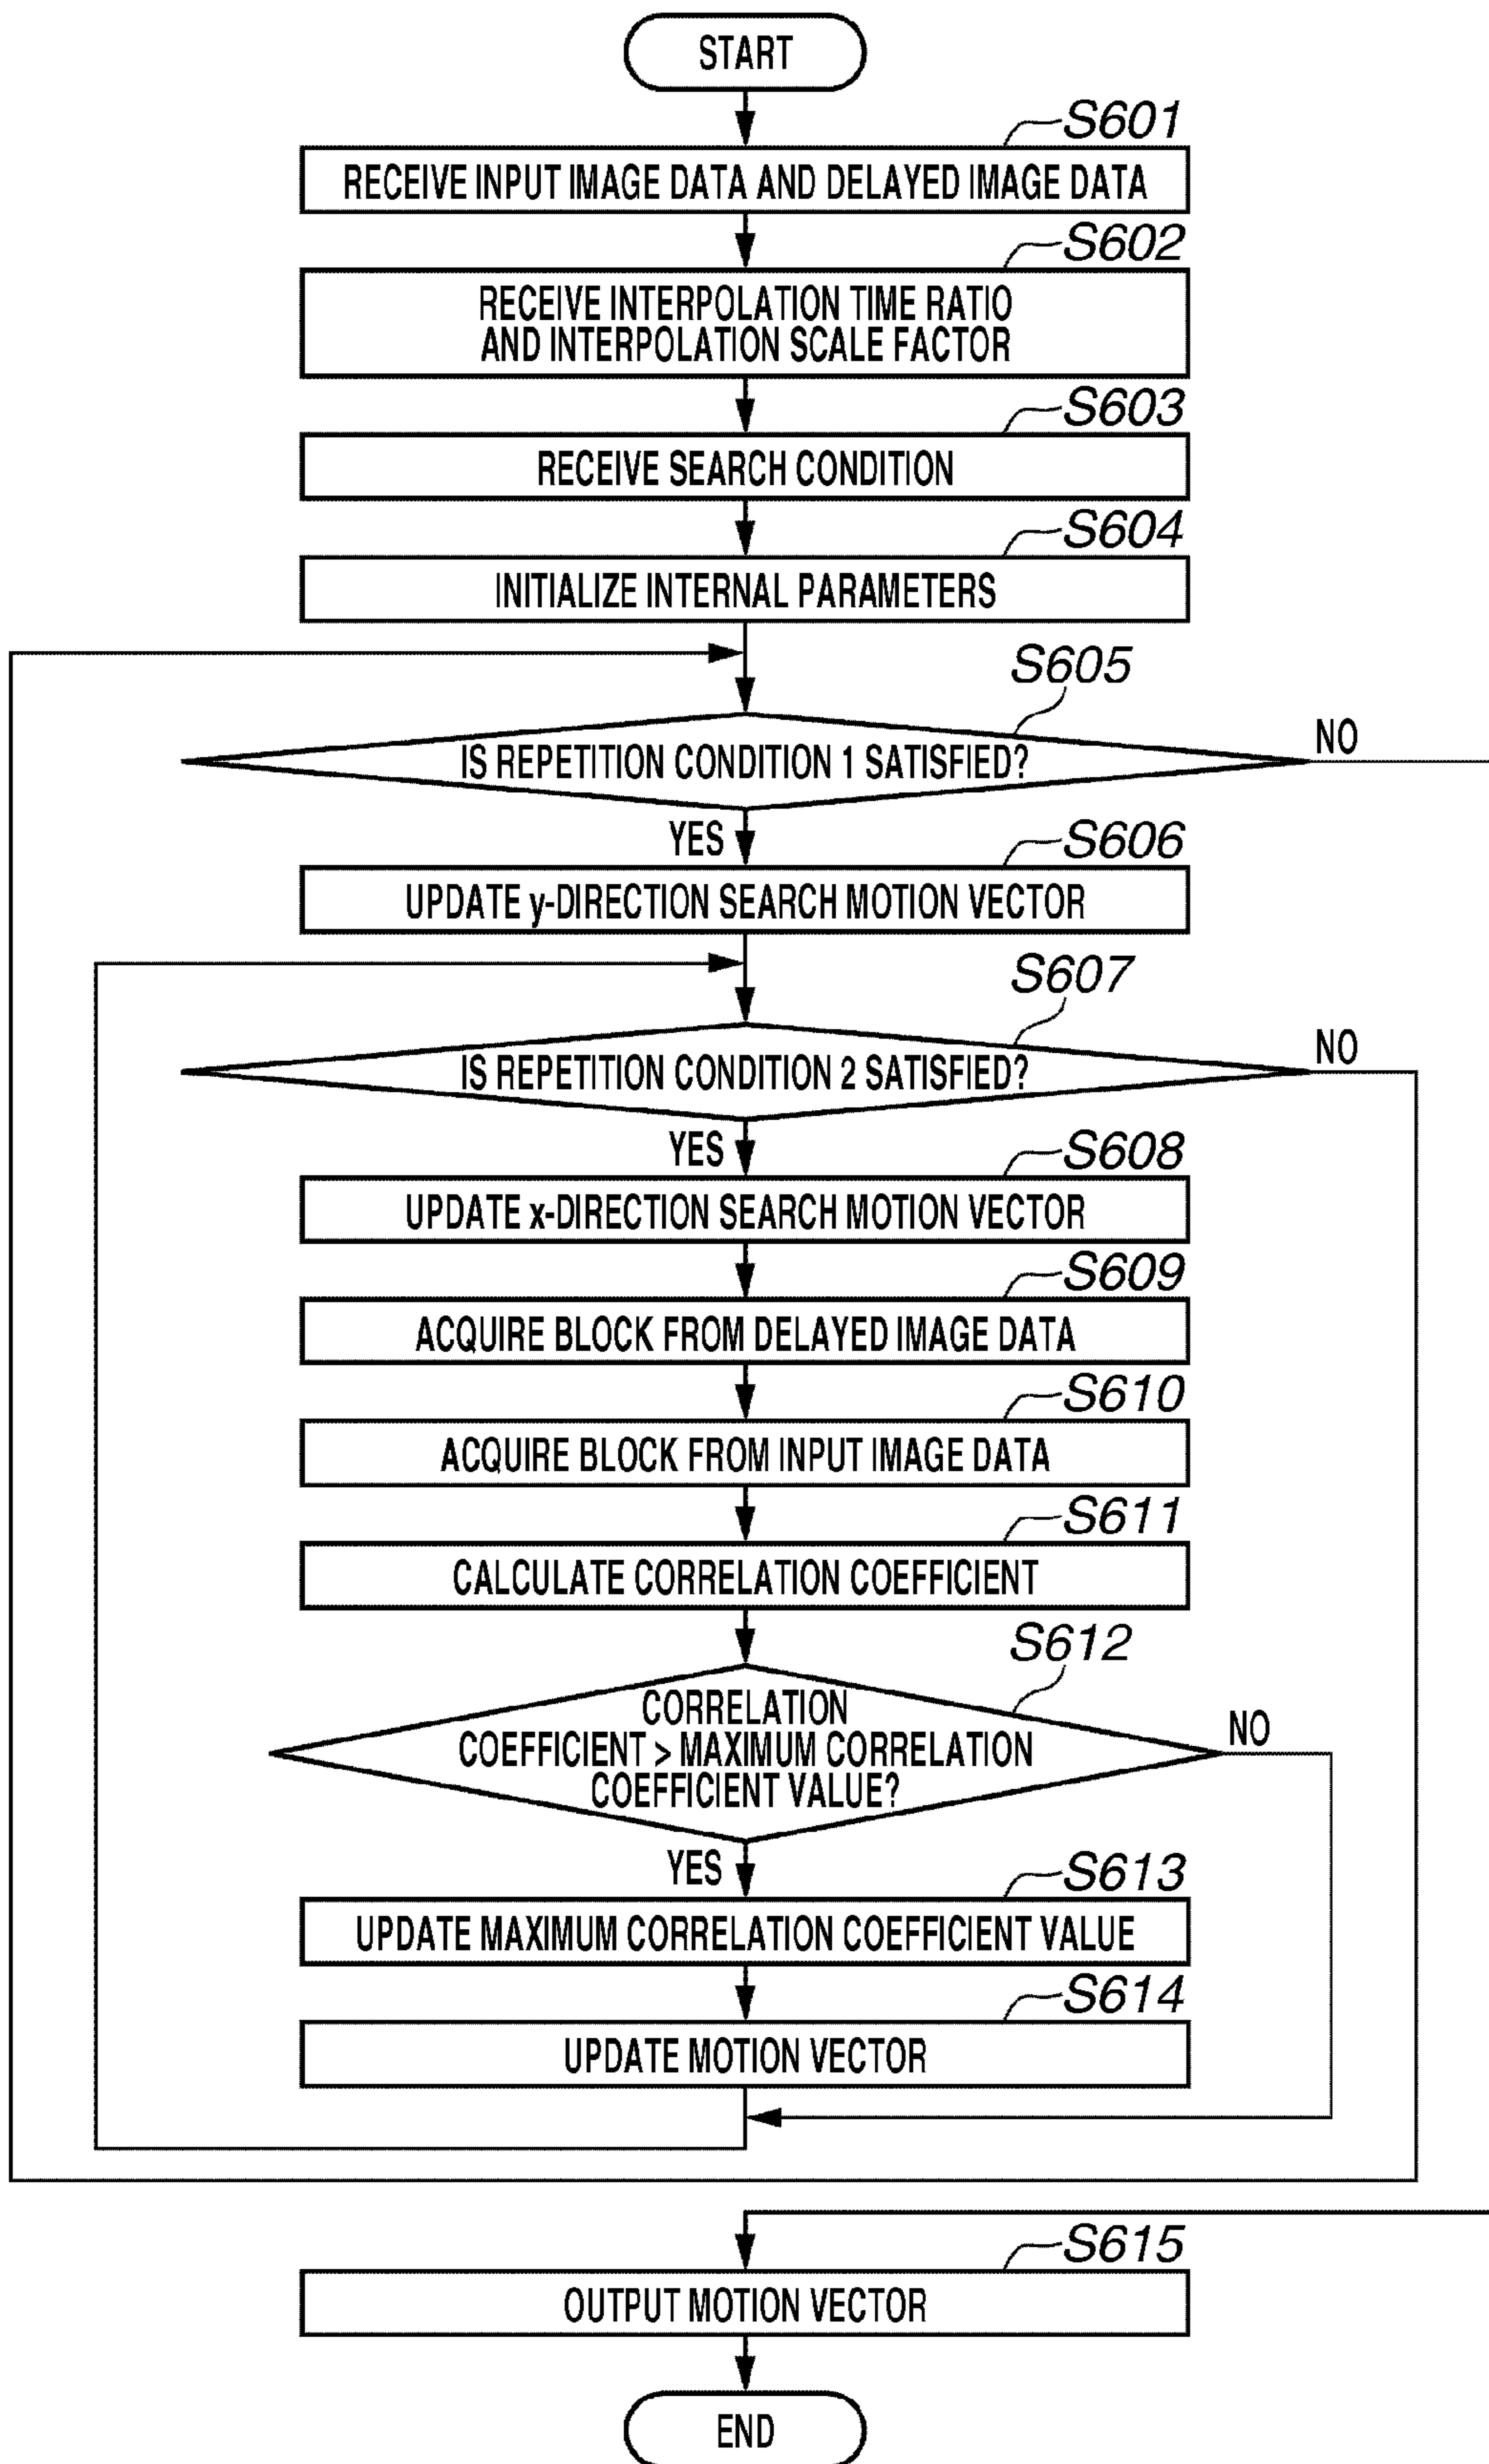 START
S601
RECEIVE INPUT IMAGE DATA AND DELAYED IMAGE DATA
S602
RECEIVE INTERPOLATION TIME RATIO
AND INTERPOLATION SCALE FACTOR
S603
RECEIVE SEARCH CONDITION
S604
INITIALIZE INTERNAL PARAMETERS
S605
IS REPETITION CONDITION 1 SATISFIED?
NO
YES
S606
UPDATE y-DIRECTION SEARCH MOTION VECTOR
S607
IS REPETITION CONDITION 2 SATISFIED?
NO
YES
S608
UPDATE x-DIRECTION SEARCH MOTION VECTOR
S609
ACQUIRE BLOCK FROM DELAYED IMAGE DATA
S610
ACQUIRE BLOCK FROM INPUT IMAGE DATA
S611
CALCULATE CORRELATION COEFFICIENT
S612
CORRELATION
COEFFICIENT > MAXIMUM CORRELATION
COEFFICIENT VALUE?
NO
YES
S613
UPDATE MAXIMUM CORRELATION COEFFICIENT VALUE
S614
UPDATE MOTION VECTOR
S615
OUTPUT MOTION VECTOR
END